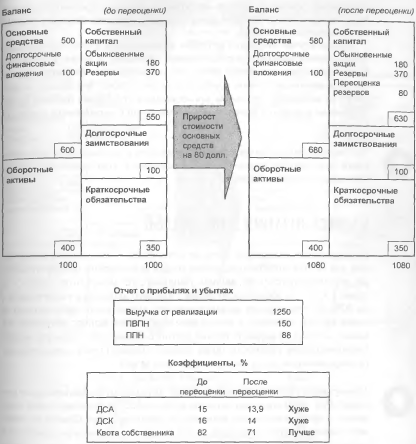 Баланс (до переоценки)
Основные средства 500
Долгосрочные финансовые вложения 100
600
Оборотные активы
400
1000
Собственный капитал
Обыкновенные акции 180
Резервы 370
550
Долгосрочные заимствования
100
Краткосрочные обязательства
350
1000
Прирост стоимости основных средств на 80 долл.
Баланс (после переоценки)
Основные средства 580
Долгосрочные финансовые вложения 100
680
Оборотные активы
400
1080
Собственный капитал
Обыкновенные акции 180
Резервы 370
Переоценка резервов 80
630
Долгосрочные заимствования
100
Краткосрочные обязательства
350
1080
Отчет о прибылях и убытках
Выручка от реализации 1250
ПВПН 150
ППН 88
Коэффициенты, %
До переоценки После переоценки
ДСА 15 13,9 Хуже
ДСК 16 14 Хуже
Квота собственника 82 71 Лучше